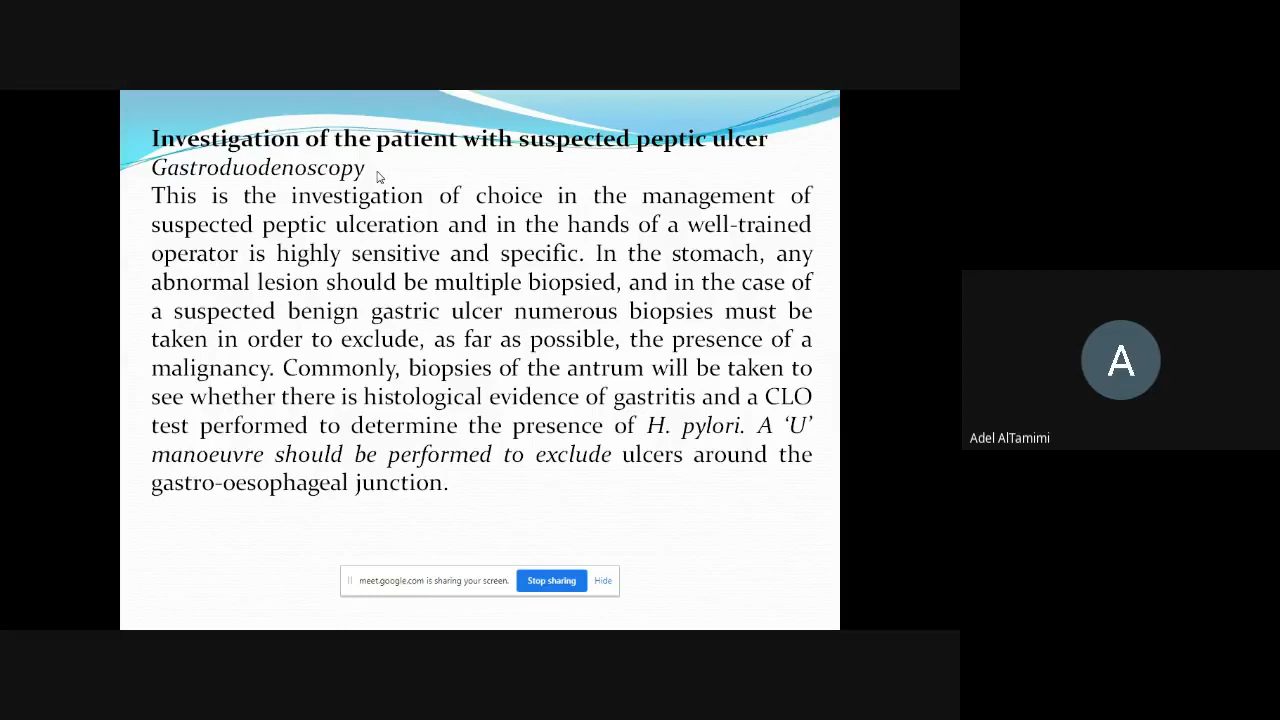 Investigation of the patient with suspected peptic ulcer
Gastroduodenoscopy
This is the investigation of choice in the management of
suspected peptic ulceration and in the hands of a well-trained
operator is highly sensitive and specific. In the stomach, any
abnormal lesion should be multiple biopsied, and in the case of
a suspected benign gastric ulcer numerous biopsies must be
taken in order to exclude, as far as possible, the presence of a
malignancy. Commonly, biopsies of the antrum will be taken to
see whether there is histological evidence of gastritis and a CLO
test performed to determine the presence of H. pylori. A ‘U’
manoeuvre should be performed to exclude ulcers around the
gastro-oesophageal junction.
meet.google.com is sharing your screen. Stop sharing Hide
A
Adel AlTamimi